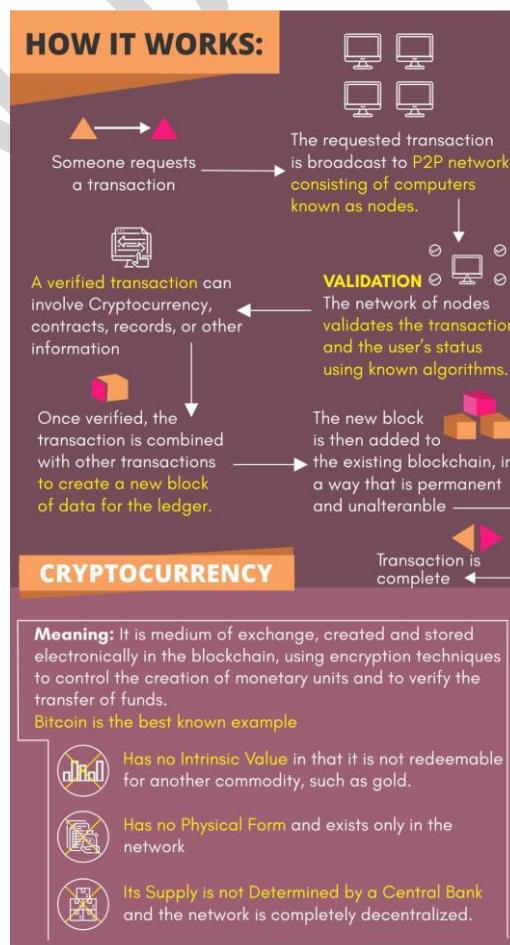 HOW IT WORKS:
Someone requests
a transaction
The requested transaction
is broadcast to P2P network
consisting of computers
known as nodes.
VALIDATION
The network of nodes
validates the transaction
and the user's status
using known algorithms.
A verified transaction can
involve Cryptocurrency,
contracts, records, or other
information
Once verified, the
transaction is combined
with other transactions
to create a new block
of data for the ledger.
The new block
is then added to
the existing blockchain, in
a way that is permanent
and unalteranble
Transaction is
complete
CRYPTOCURRENCY
Meaning: It is medium of exchange, created and stored
electronically in the blockchain, using encryption techniques
to control the creation of monetary units and to verify the
transfer of funds.
Bitcoin is the best known example
Has no Intrinsic Value in that it is not redeemable
for another commodity, such as gold.
Has no Physical Form and exists only in the
network
Its Supply is not Determined by a Central Bank
and the network is completely decentralized.